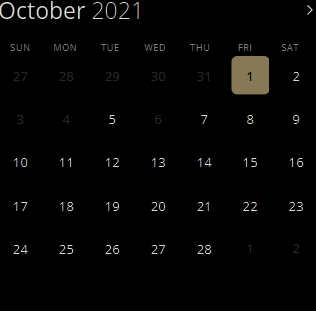 October 2021 >
SUN MON TUE WED THU FRI SAT
27 28 29 30 31 1 2
3 4 5 6 7 8 9
10 11 12 13 14 15 16
17 18 19 20 21 22 23
24 25 26 27 28 1 2